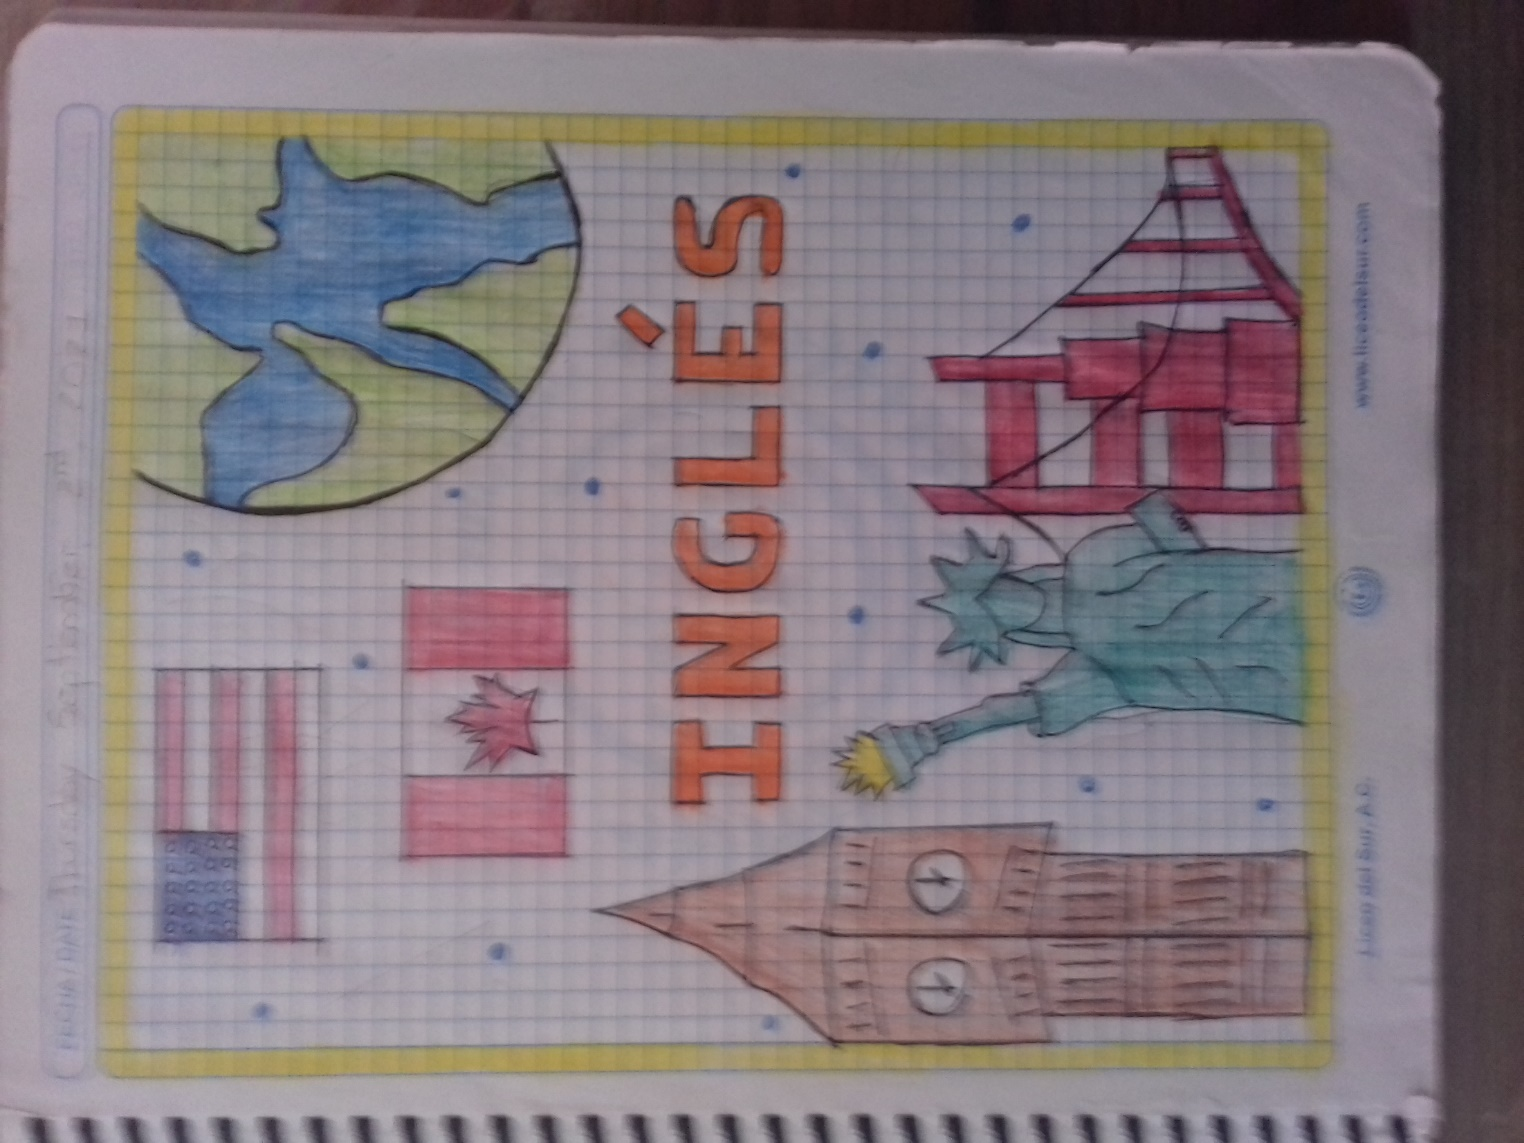 FECHA/DATE Thursday September 2nd 2021
INGLÉS
Liceo del Sur, A.C.
www.liceodelsur.com